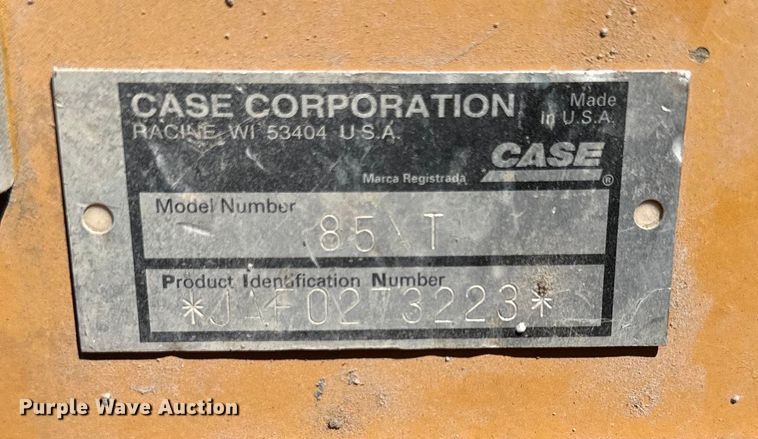 CASE CORPORATION
RACINE, WI 53404 U.S.A.
Made
in U.S.A.
CASE
®
Marca Registrada
Model Number
Product Identification Number
Purple Wave Auction